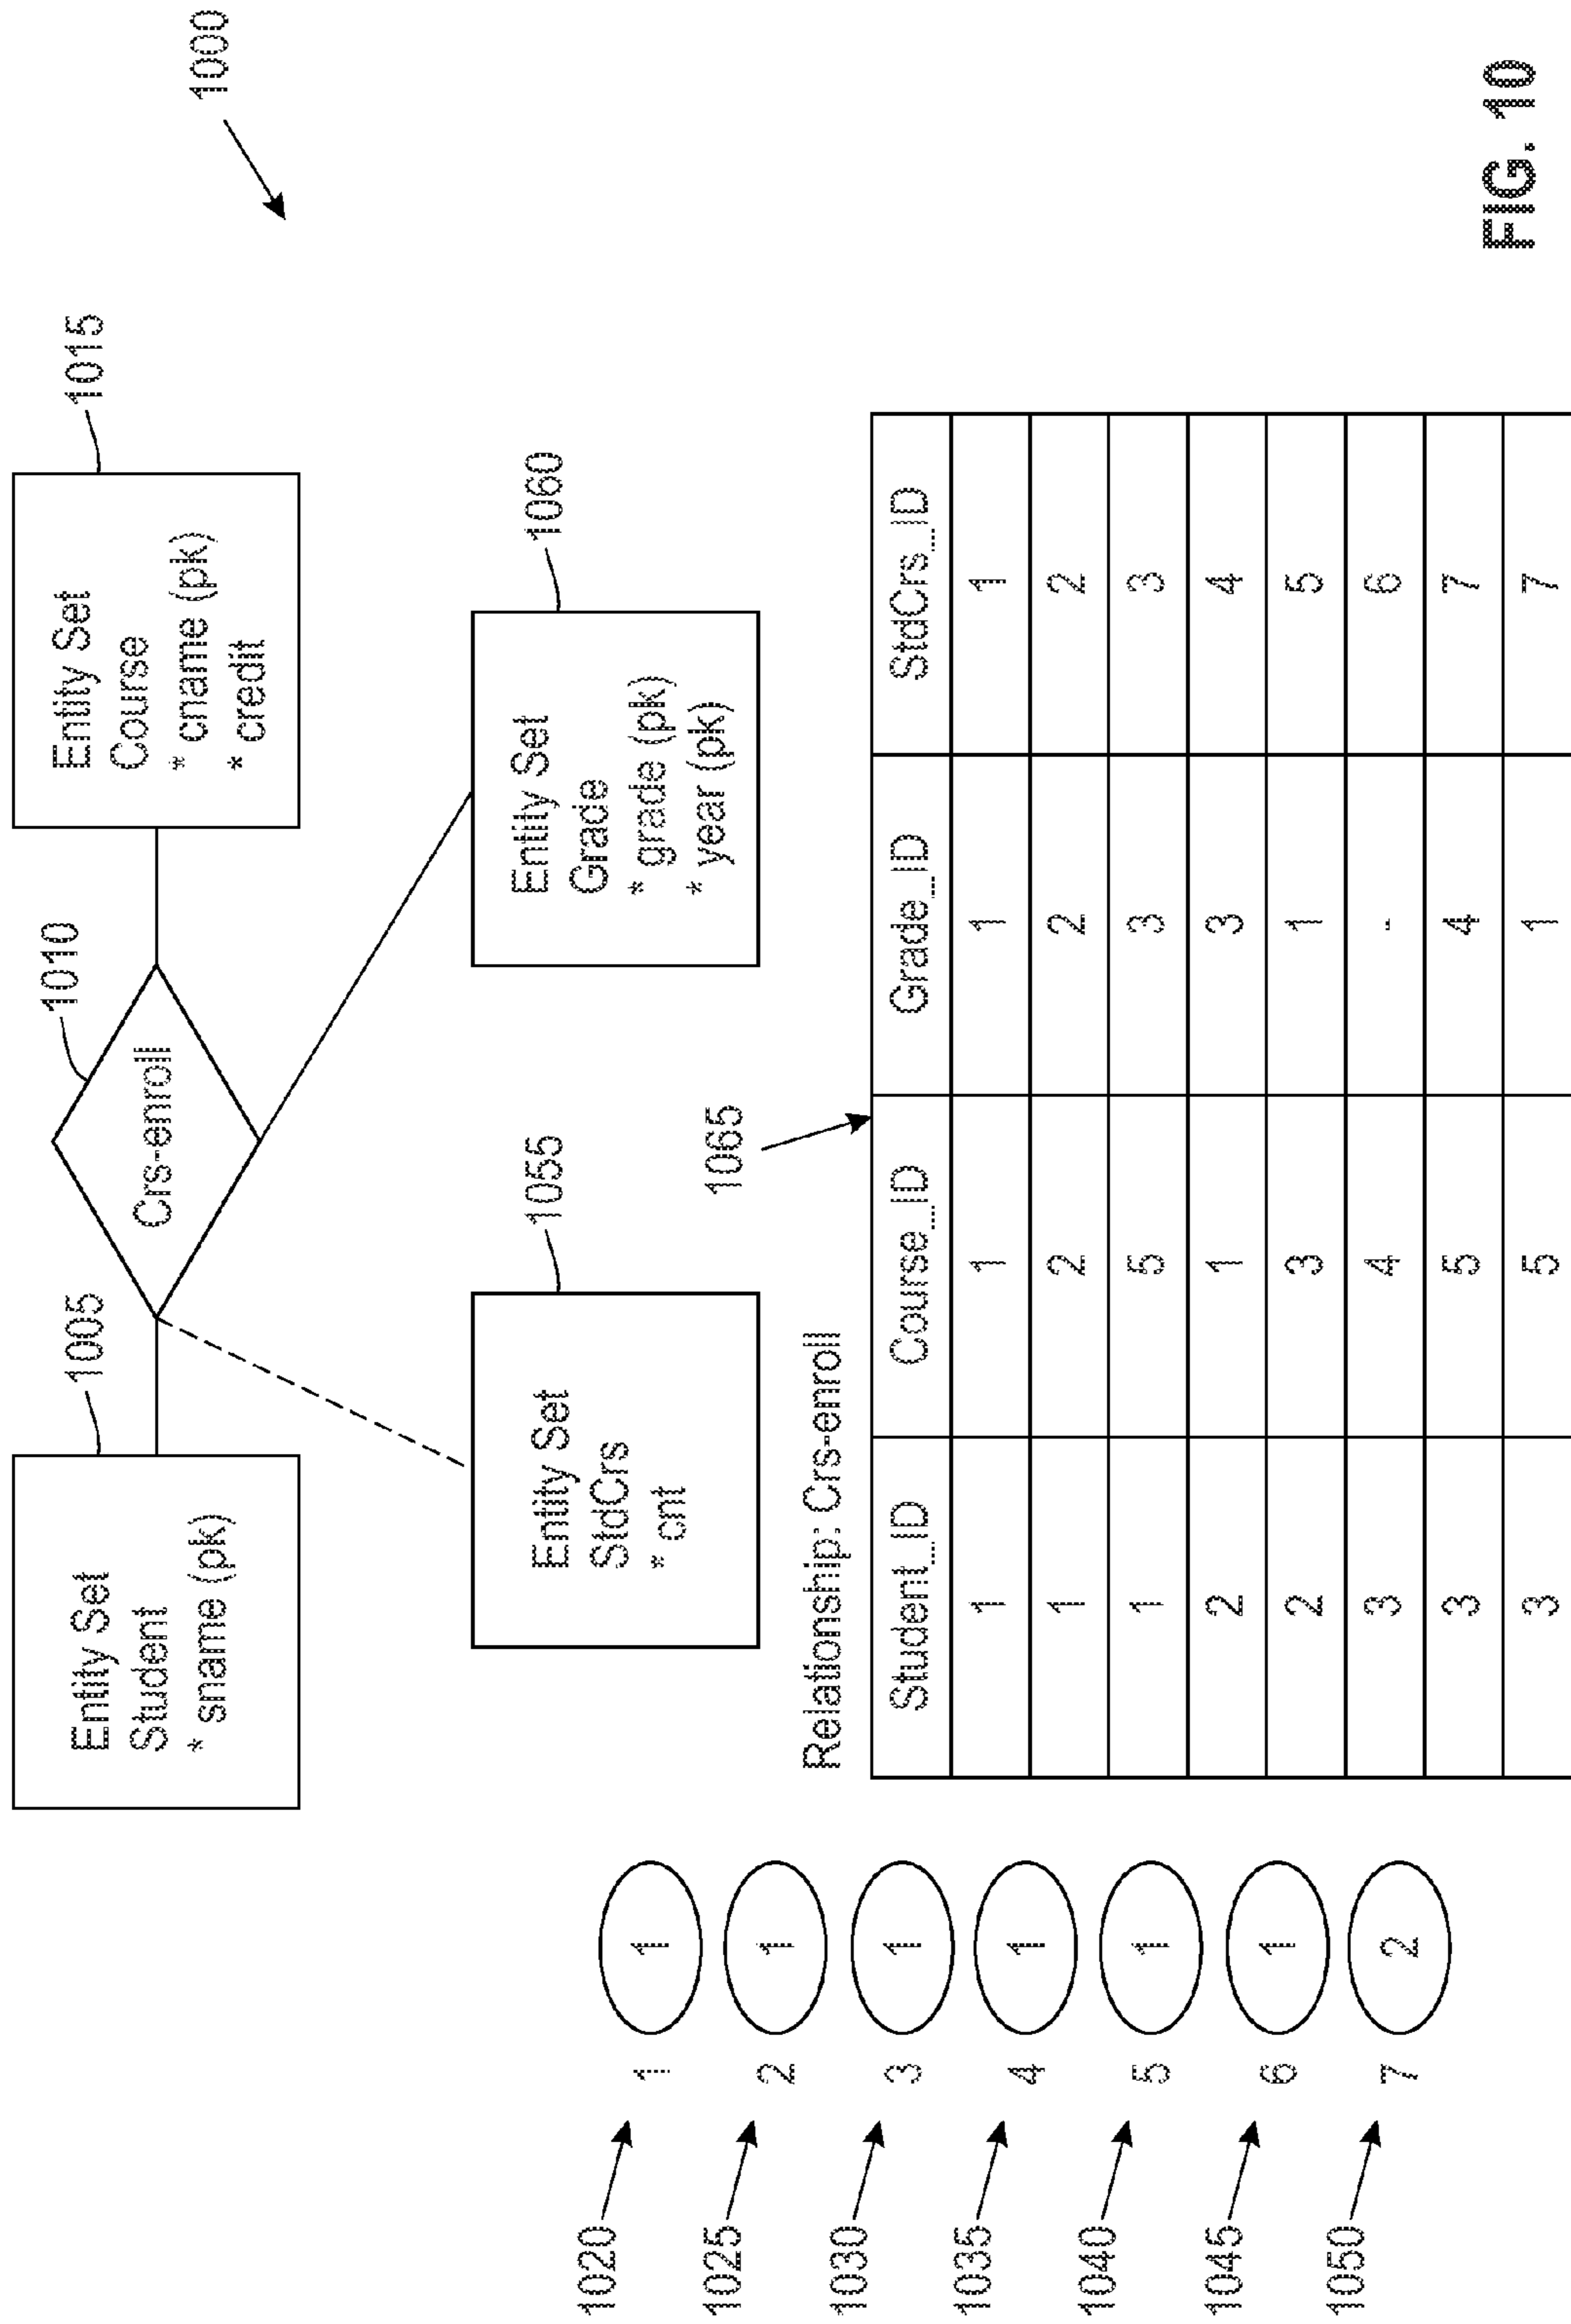 1000
1005
1010
1015
Entity Set
Student
* sname (pk)
Crs-enroll
Entity Set
Course
* cname (pk)
* credit
1055
1060
Entity Set
StdCrs
* cnt
Entity Set
Grade
* grade (pk)
* year (pk)
1020 1 1
1025 2 1
1030 3 1
1035 4 1
1040 5 1
1045 6 1
1050 7 2
1065
Relationship: Crs-enroll
Student_ID Course_ID Grade_ID StdCrs_ID
1 1 1 1
1 2 2 2
1 5 3 3
2 1 3 4
2 3 1 5
3 4 - 6
3 5 4 7
3 5 1 7
FIG. 10